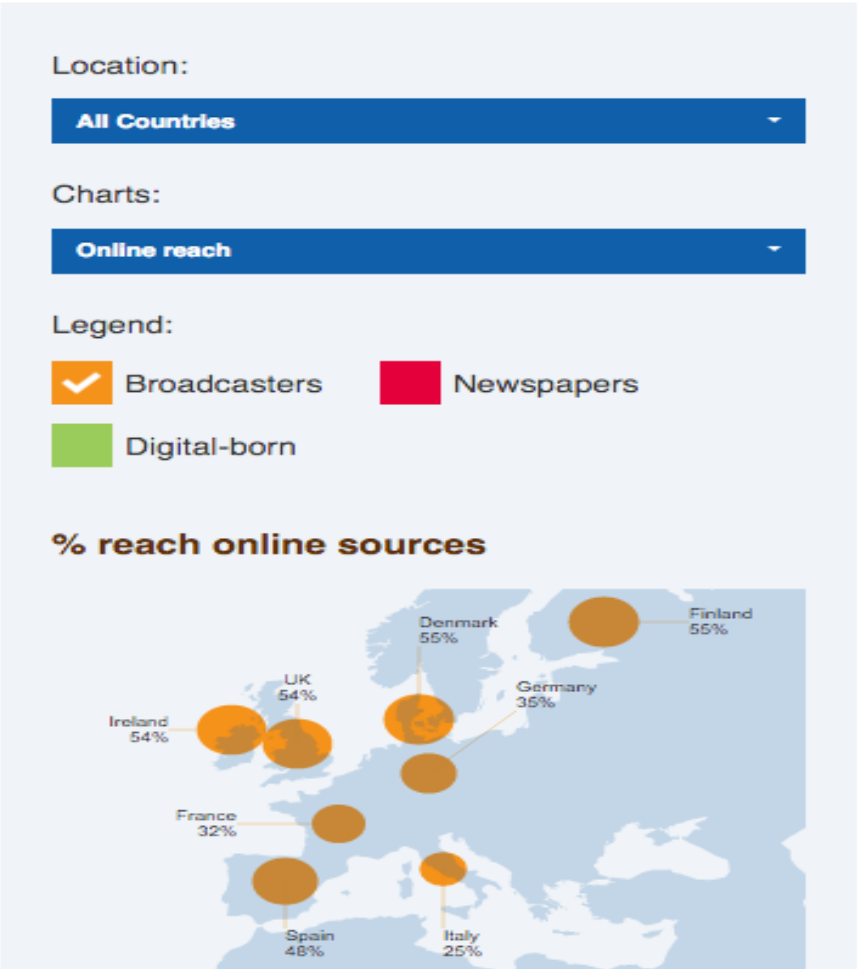 Location:
All Countries
Charts:
Online reach
Legend:
Broadcasters
Newspapers
Digital-born
% reach online sources
Denmark
55%
Finland
55%
UK
54%
Germany
35%
Ireland
54%
France
32%
Spain
48%
Italy
25%